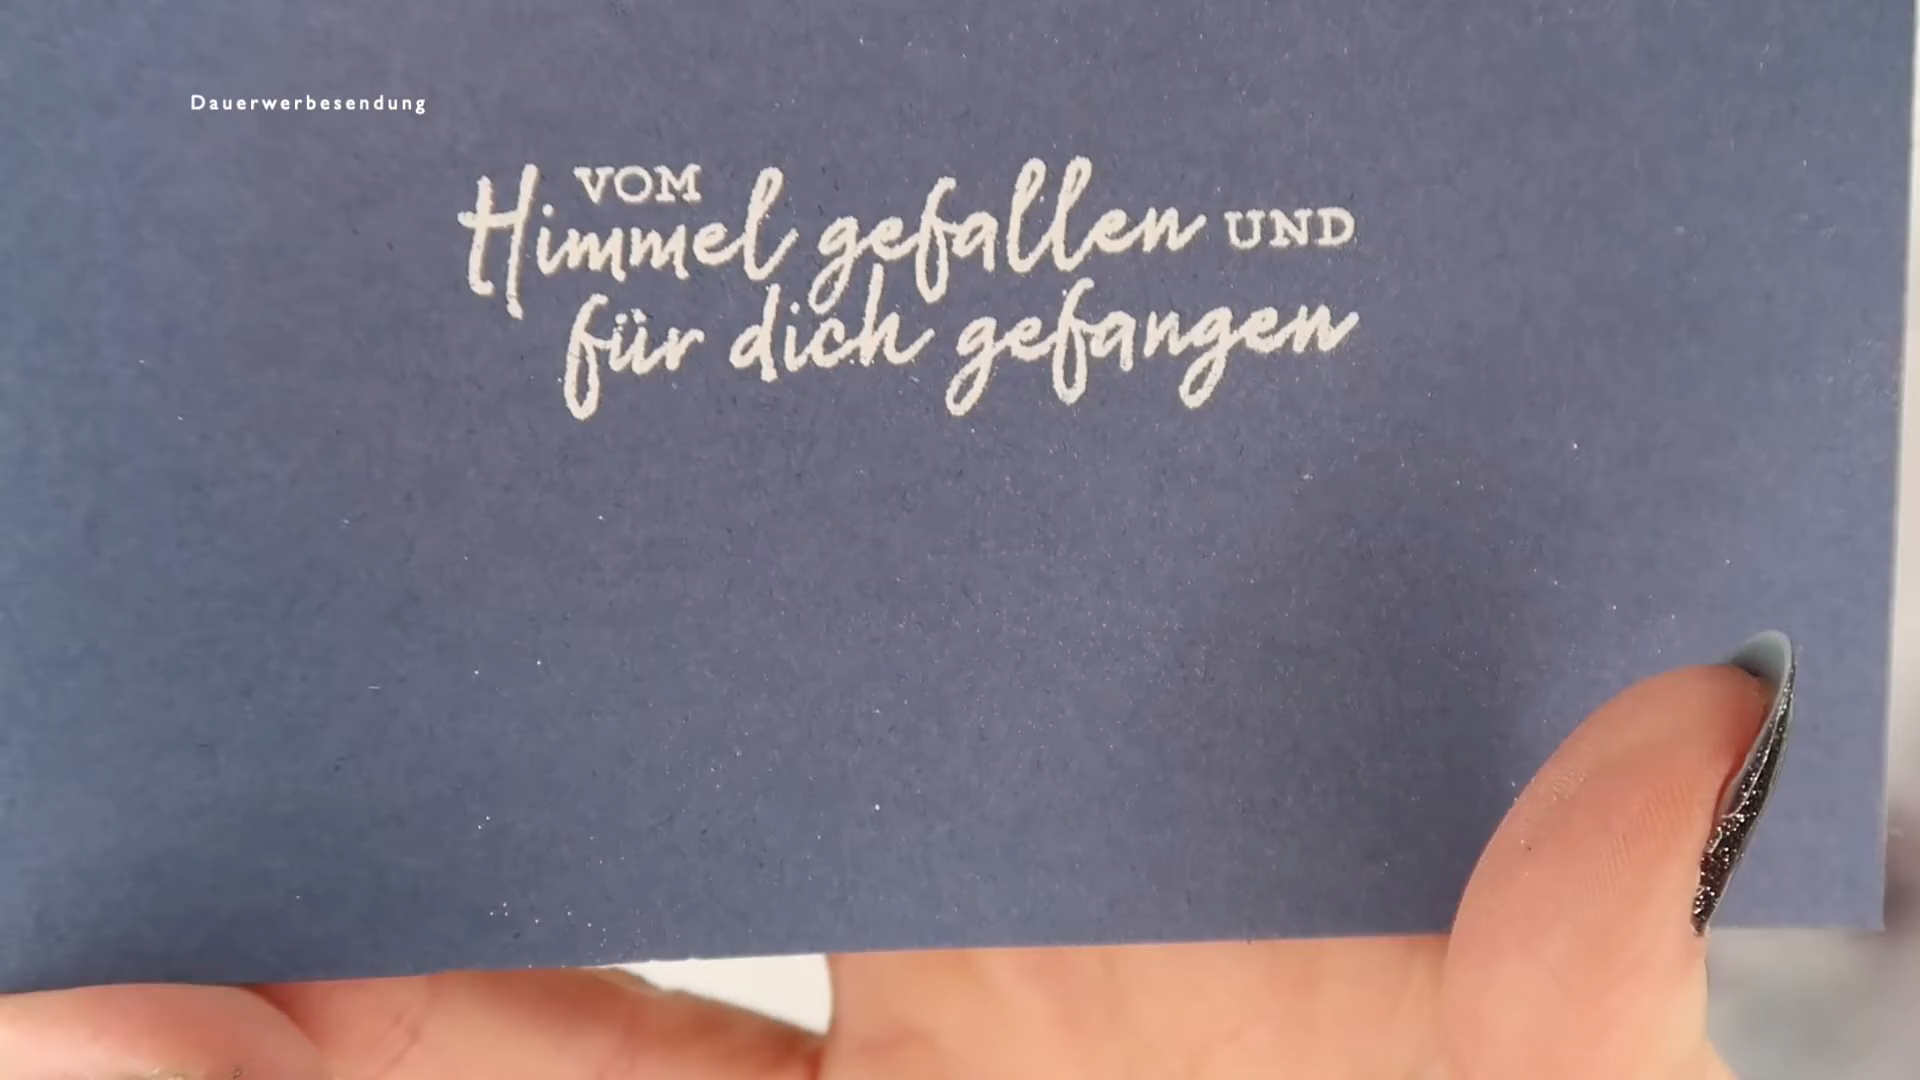 Dauerwerbesendung
VOM
Himmel gefallen UND
für dich gefangen